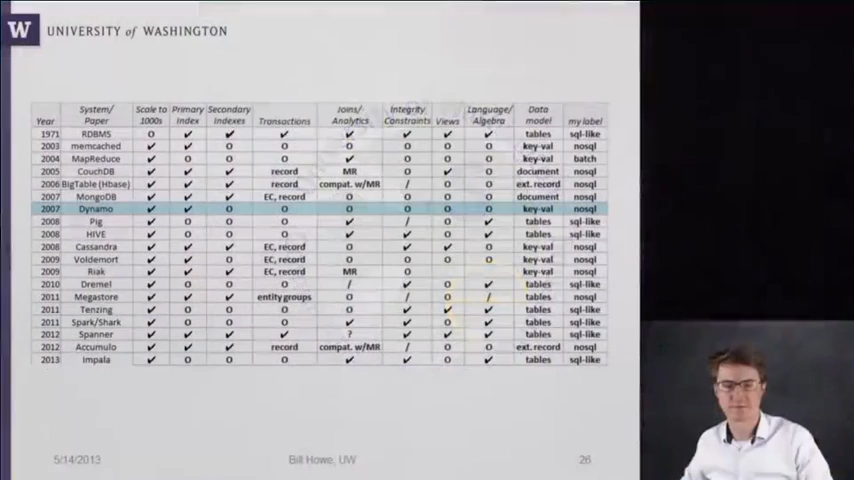 W UNIVERSITY of WASHINGTON
Year System/ Paper Scale to 1000s Primary Index Secondary Indexes Transactions Joins/ Analytics Integrity Constraints Views Language/ Algebra Data model my label
1971 RDBMS O ✔ ✔ ✔ ✔ ✔ ✔ ✔ tables sql-like
2003 memcached ✔ ✔ O O O O O O key-val nosql
2004 MapReduce ✔ O O O ✔ O O O key-val batch
2005 CouchDB ✔ ✔ ✔ record MR O ✔ O document nosql
2006 BigTable (Hbase) ✔ ✔ ✔ record compat. w/MR / O O ext. record nosql
2007 MongoDB ✔ ✔ ✔ EC, record O O O O document nosql
2007 Dynamo ✔ ✔ O O O O O O key-val nosql
2008 Pig ✔ O O O ✔ / O ✔ tables sql-like
2008 HIVE ✔ O O O ✔ ✔ O ✔ tables sql-like
2008 Cassandra ✔ ✔ ✔ EC, record O ✔ ✔ O key-val nosql
2009 Voldemort ✔ ✔ O EC, record O O O O key-val nosql
2009 Riak ✔ ✔ ✔ EC, record MR O key-val nosql
2010 Dremel ✔ O O O / ✔ O ✔ tables sql-like
2011 Megastore ✔ ✔ ✔ entity groups O / O / tables nosql
2011 Tenzing ✔ O O O O ✔ ✔ ✔ tables sql-like
2011 Spark/Shark ✔ O O O ✔ ✔ O ✔ tables sql-like
2012 Spanner ✔ ✔ ✔ ✔ ? ✔ ✔ ✔ tables sql-like
2012 Accumulo ✔ ✔ ✔ record compat. w/MR / O O ext. record nosql
2013 Impala ✔ O O O ✔ ✔ O ✔ tables sql-like
5/14/2013 Bill Howe, UW 26